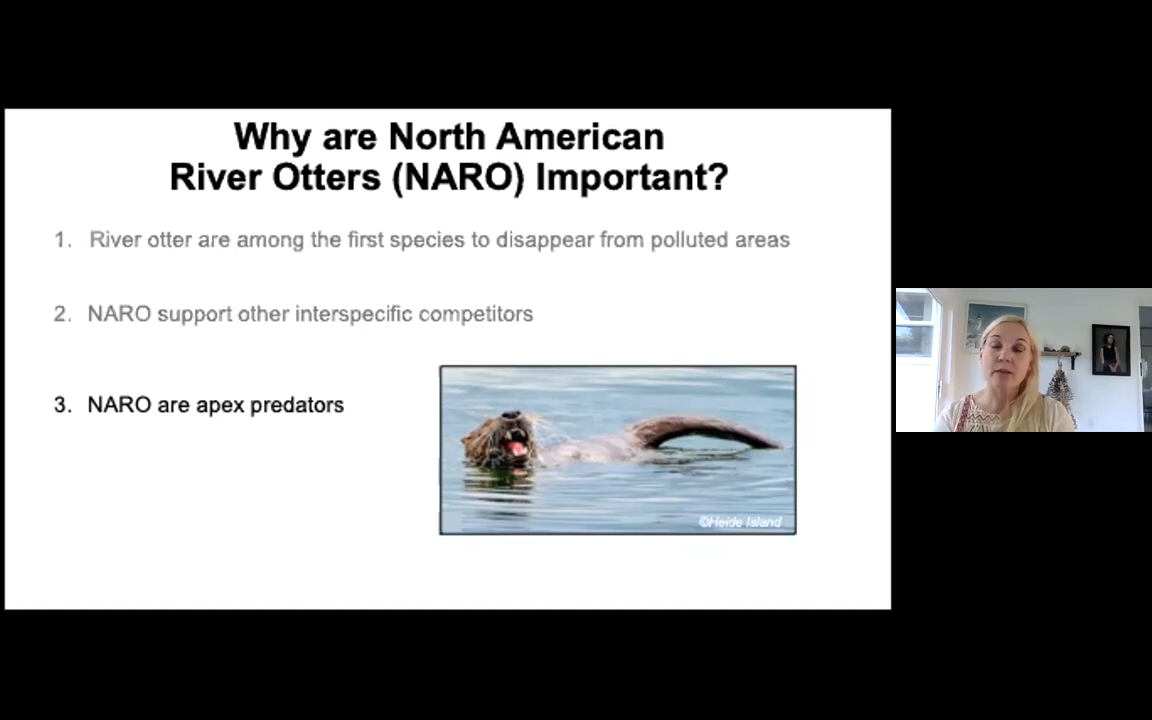 Why are North American
River Otters (NARO) Important?
1. River otter are among the first species to disappear from polluted areas
2. NARO support other interspecific competitors
3. NARO are apex predators
©Heide Island